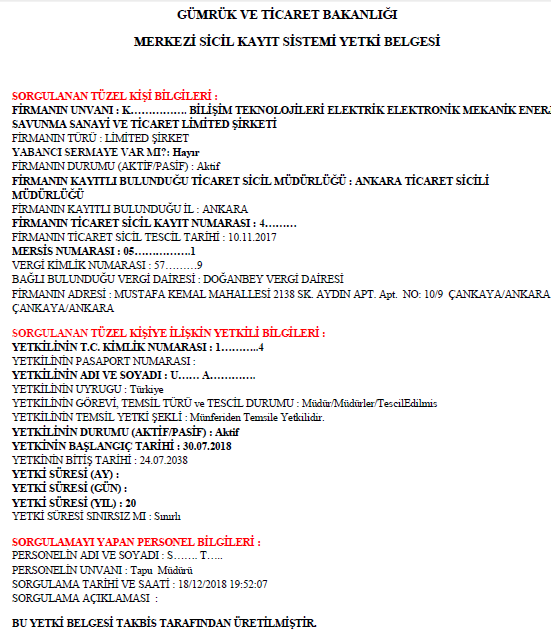 GÜMRÜK VE TİCARET BAKANLIĞI
MERKEZİ SİCİL KAYIT SİSTEMİ YETKİ BELGESİ
SORGULANAN TÜZEL KİŞİ BİLGİLERİ :
FİRMANIN UNVANI : K…………… BİLİŞİM TEKNOLOJİLERİ ELEKTRİK ELEKTRONİK MEKANİK ENERJ
SAVUNMA SANAYİ VE TİCARET LİMİTED ŞİRKETİ
FİRMANIN TÜRÜ : LİMİTED ŞİRKET
YABANCI SERMAYE VAR MI?: Hayır
FİRMANIN DURUMU (AKTİF/PASİF) : Aktif
FİRMANIN KAYITLI BULUNDUĞU TİCARET SİCİL MÜDÜRLÜĞÜ : ANKARA TİCARET SİCİLİ
MÜDÜRLÜĞÜ
FİRMANIN KAYITLI BULUNDUĞU İL : ANKARA
FİRMANIN TİCARET SİCİL KAYIT NUMARASI : 4………
FİRMANIN TİCARET SİCİL TESCİL TARİHİ : 10.11.2017
MERSİS NUMARASI : 05……………1
VERGİ KİMLİK NUMARASI : 57………9
BAĞLI BULUNDUĞU VERGİ DAİRESİ : DOĞANBEY VERGİ DAİRESİ
FİRMANIN ADRESİ : MUSTAFA KEMAL MAHALLESİ 2138 SK. AYDIN APT. Apt. NO: 10/9 ÇANKAYA/ANKARA
ÇANKAYA/ANKARA
SORGULANAN TÜZEL KİŞİYE İLİŞKİN YETKİLİ BİLGİLERİ :
YETKİLİNİN T.C. KİMLİK NUMARASI : 1………..4
YETKİLİNİN PASAPORT NUMARASI :
YETKİLİNİN ADI VE SOYADI : U…… A………….
YETKİLİNİN UYRUGU : Türkiye
YETKİLİNİN GÖREVİ, TEMSİL TÜRÜ ve TESCİL DURUMU : Müdür/Müdürler/TescilEdilmis
YETKİLİNİN TEMSİL YETKİ ŞEKLİ : Münferiden Temsile Yetkilidir.
YETKİLİNİN DURUMU (AKTİF/PASİF) : Aktif
YETKİNİN BAŞLANGIÇ TARİHİ : 30.07.2018
YETKİNİN BİTİŞ TARİHİ : 24.07.2038
YETKİ SÜRESİ (AY) :
YETKİ SÜRESİ (GÜN) :
YETKİ SÜRESİ (YIL) : 20
YETKİ SÜRESİ SINIRSIZ MI : Sınırlı
SORGULAMAYI YAPAN PERSONEL BİLGİLERİ :
PERSONELİN ADI VE SOYADI : S……. T…..
PERSONELİN UNVANI : Tapu Müdürü
SORGULAMA TARİHİ VE SAATİ : 18/12/2018 19:52:07
SORGULAMA AÇIKLAMASI :
BU YETKİ BELGESİ TAKBİS TARAFINDAN ÜRETİLMİŞTİR.